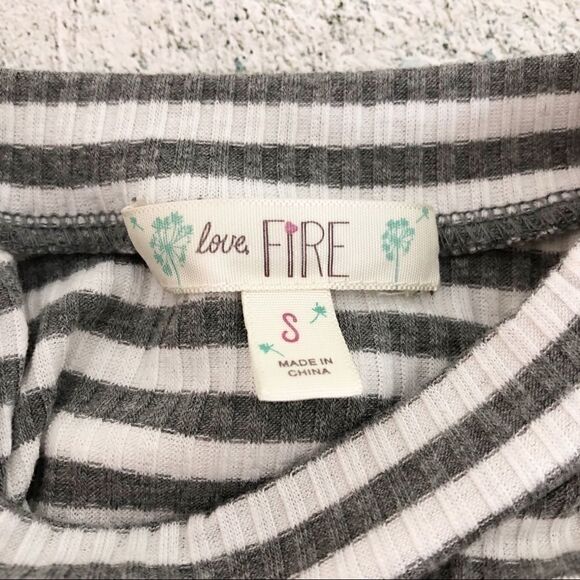 love, FiRE
S
MADE IN
CHINA